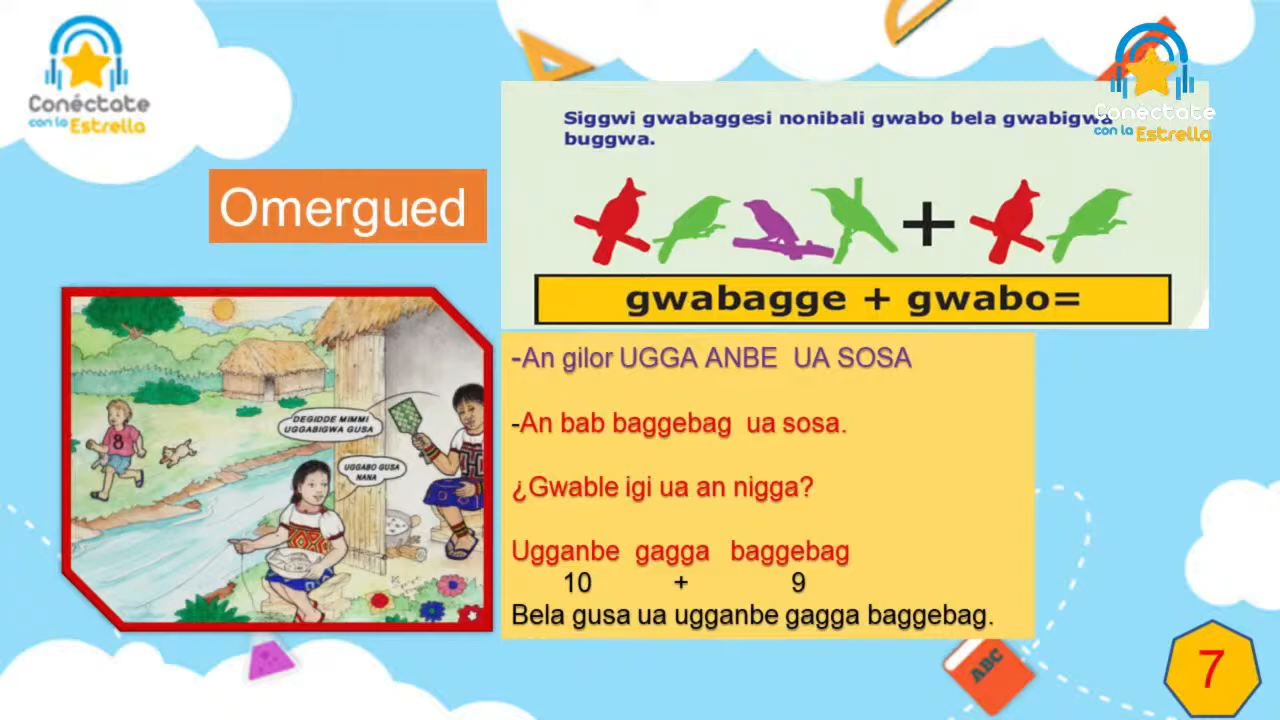 Conéctate
con la Estrella
Conéctate
con la Estrella
Siggwi gwabaggesi nonibali gwabo bela gwabigwa
buggwa.
Omergued
gwabagge + gwabo=
DEGIDDE MIMMI
UGGABIGWA GUSA
UGGABO GUSA
NANA
8
-An gilor UGGA ANBE UA SOSA
-An bab baggebag ua sosa.
¿Gwable igi ua an nigga?
Ugganbe gagga baggebag
10 + 9
Bela gusa ua ugganbe gagga baggebag.
ABC
7